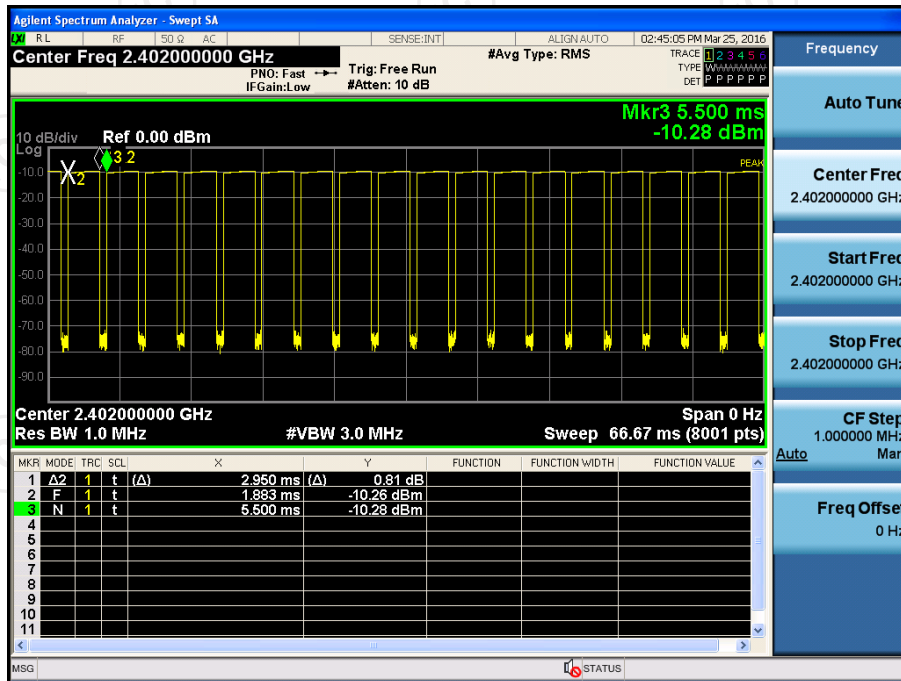 Agilent Spectrum Analyzer - Swept SA
LXI RL RF 50 Ω AC SENSE:INT ALIGN AUTO 02:45:05 PM Mar 25, 2016
Center Freq 2.402000000 GHz #Avg Type: RMS TRACE 1 2 3 4 5 6
PNO: Fast Trig: Free Run TYPE WWWWWW
IFGain:Low #Atten: 10 dB DET P P P P P P
Mkr3 5.500 ms
-10.28 dBm
10 dB/div Ref 0.00 dBm
Log
3 2
PEAK
-10.0
X2
-20.0
-30.0
-40.0
-50.0
-60.0
-70.0
-80.0
-90.0
Center 2.402000000 GHz Span 0 Hz
Res BW 1.0 MHz #VBW 3.0 MHz Sweep 66.67 ms (8001 pts)
MKR MODE TRC SCL X Y FUNCTION FUNCTION WIDTH FUNCTION VALUE
1 Δ2 1 t (Δ) 2.950 ms (Δ) 0.81 dB
2 F 1 t 1.883 ms -10.26 dBm
3 N 1 t 5.500 ms -10.28 dBm
4
5
6
7
8
9
10
11
MSG STATUS
Frequency
Auto Tune
Center Freq
2.402000000 GHz
Start Freq
2.402000000 GHz
Stop Freq
2.402000000 GHz
CF Step
1.000000 MHz
Auto Man
Freq Offset
0 Hz